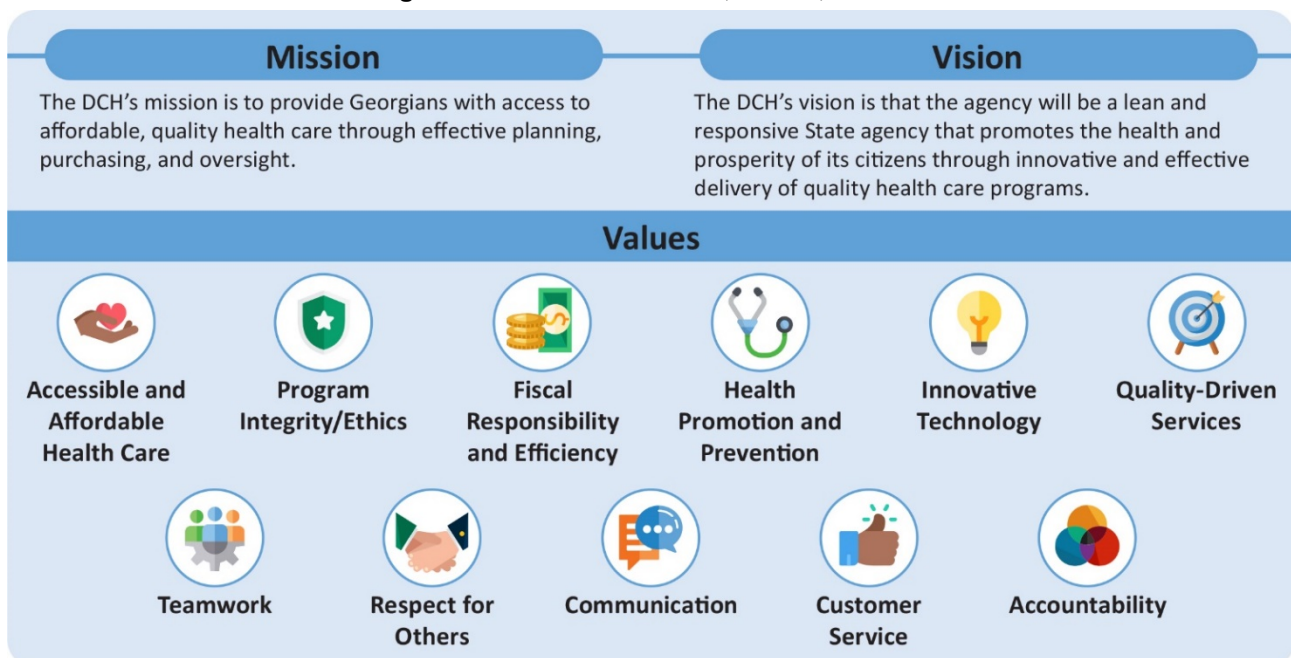 Mission
The DCH's mission is to provide Georgians with access to
affordable, quality health care through effective planning,
purchasing, and oversight.
Vision
The DCH's vision is that the agency will be a lean and
responsive State agency that promotes the health and
prosperity of its citizens through innovative and effective
delivery of quality health care programs.
Values
Accessible and
Affordable
Health Care
Program
Integrity/Ethics
Fiscal
Responsibility
and Efficiency
Health
Promotion and
Prevention
Innovative
Technology
Quality-Driven
Services
Teamwork
Respect for
Others
Communication
Customer
Service
Accountability